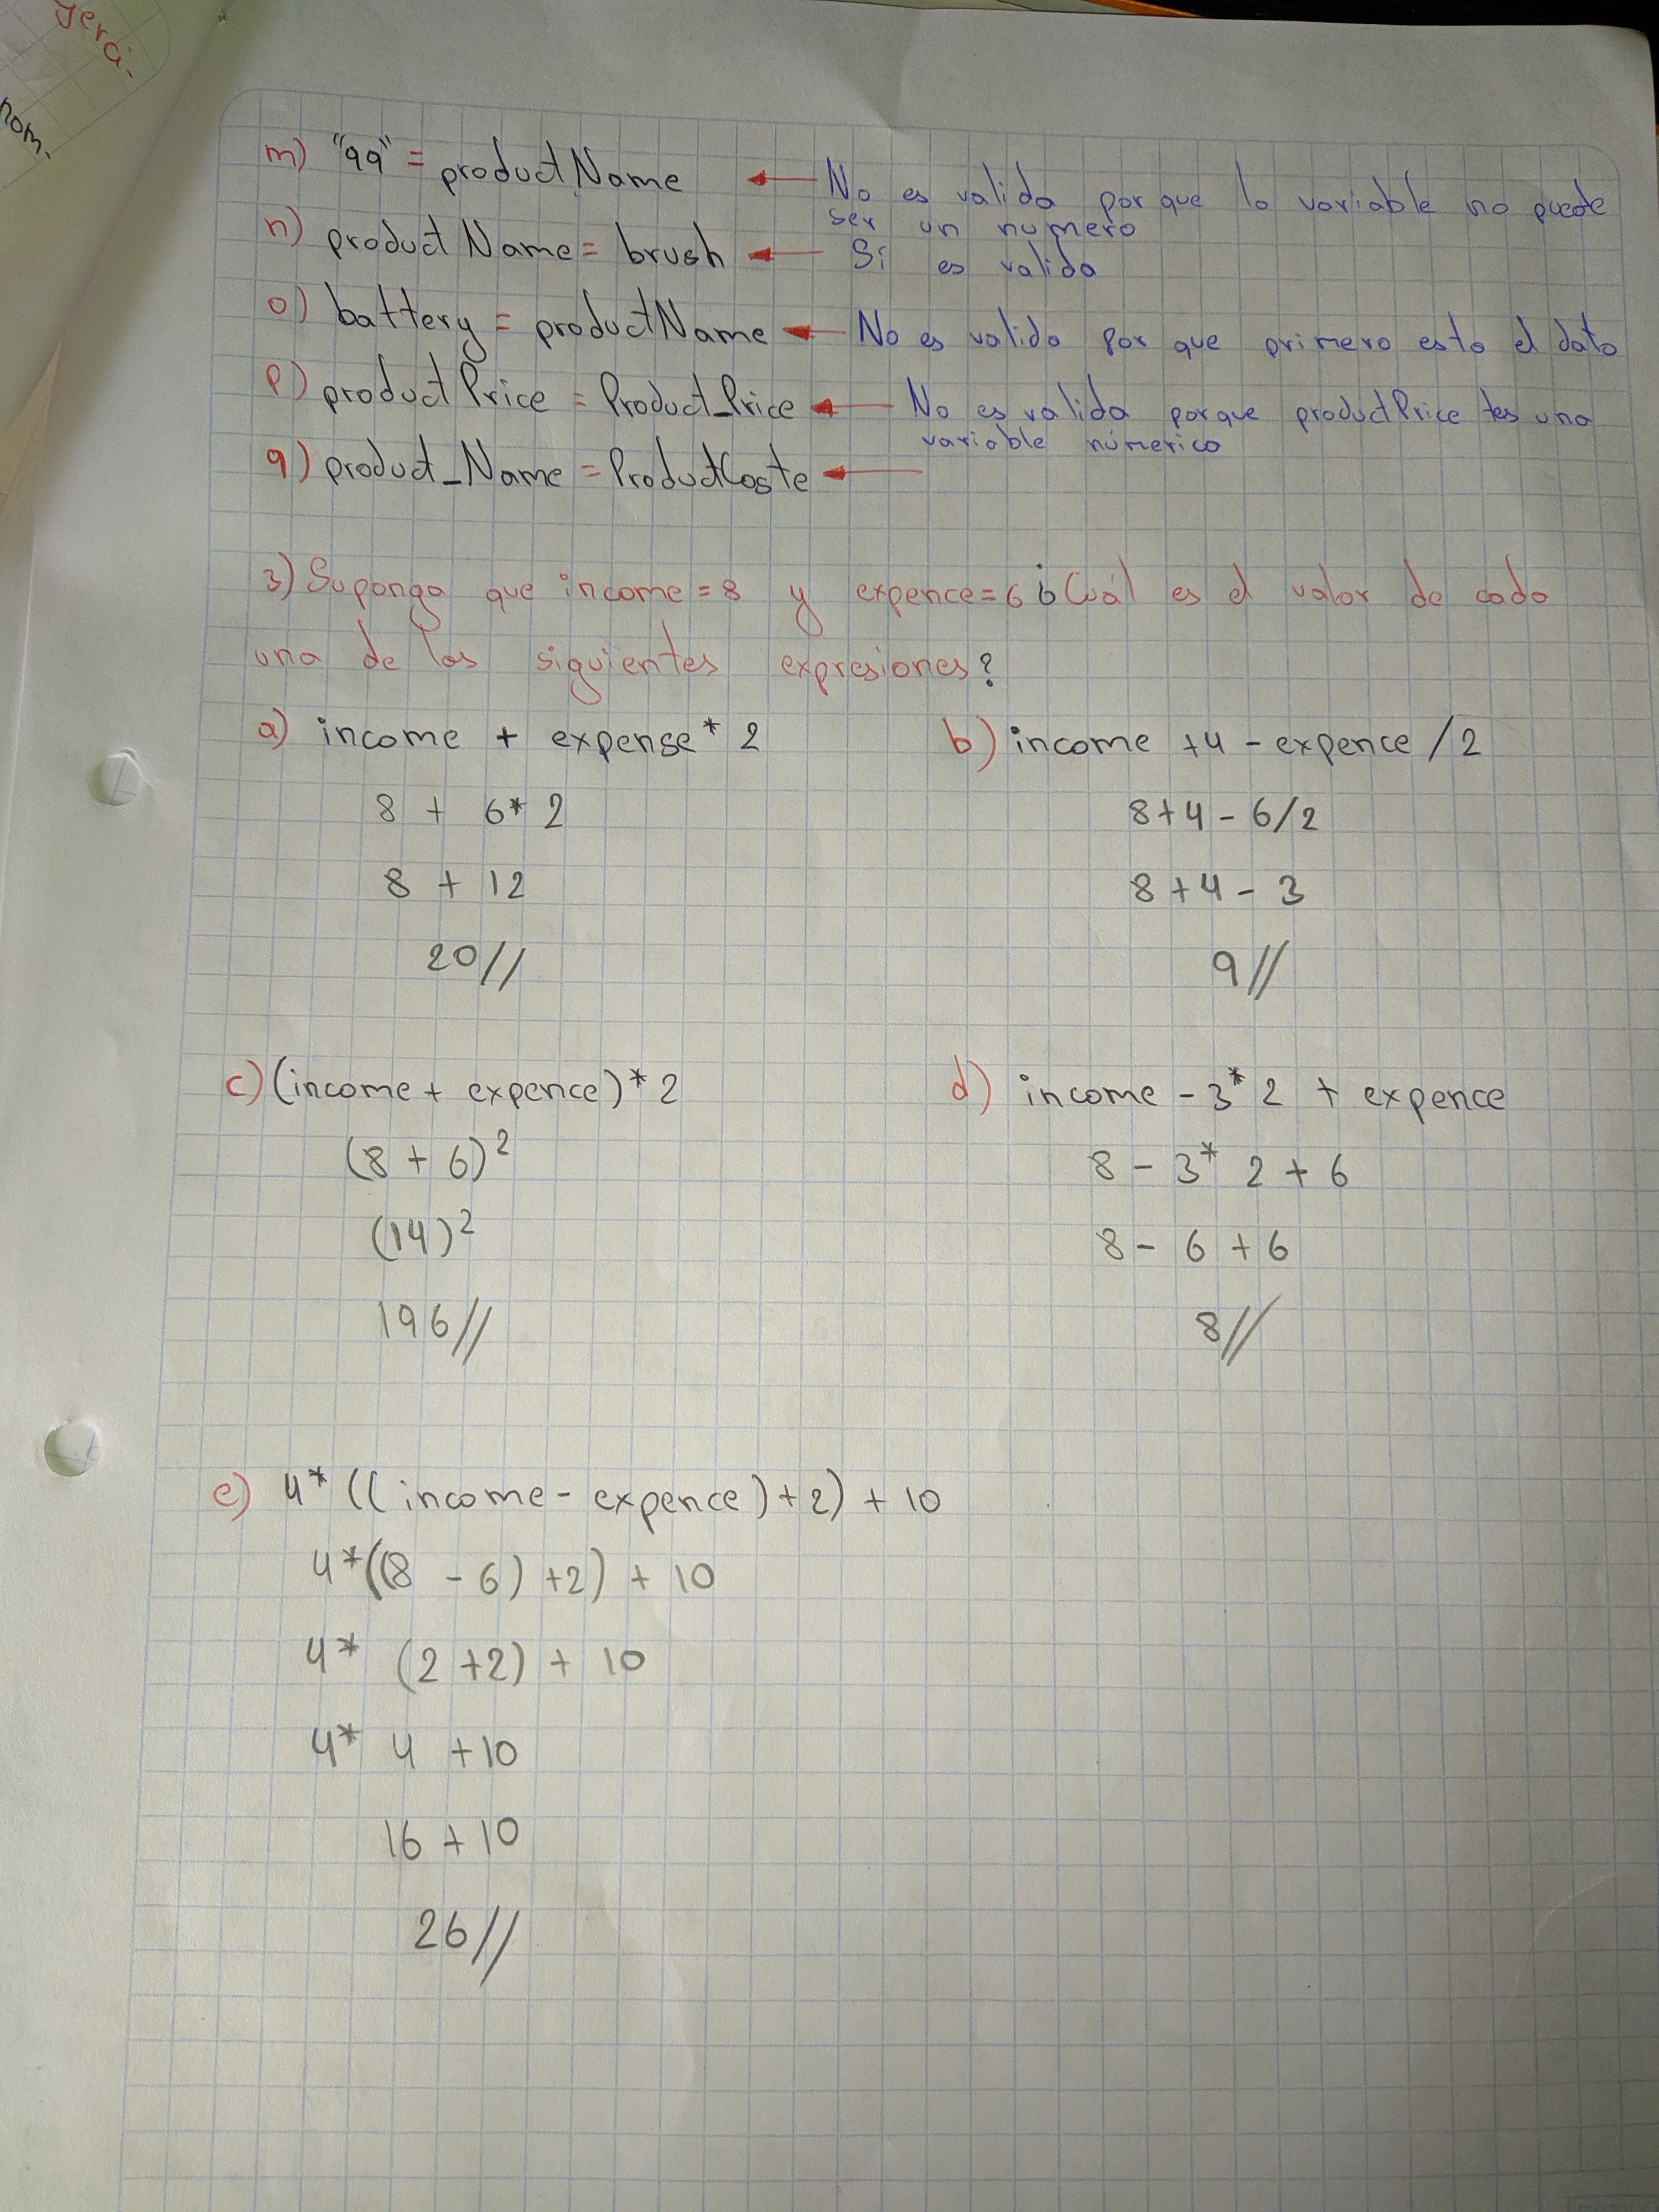 yerci.
nom.
m) "99" = productName ← No es valida por que la variable no puede
ser un numero
n) productName = brush ← Si es valida
o) battery = productName ← No es valida por que primero esta el dato
p) productPrice = Product_Price ← No es valida porque productPrice es una
variable númerica
q) product_Name = ProductCoste ←
3) Suponga que income = 8 y expence = 6 ¿Cuál es el valor de cada
una de las siguientes expresiones?
a) income + expense * 2
8 + 6 * 2
8 + 12
20//
b) income + 4 - expence / 2
8 + 4 - 6/2
8 + 4 - 3
9//
c) (income + expence) * 2
(8 + 6)²
(14)²
196//
d) income - 3 * 2 + expence
8 - 3 * 2 + 6
8 - 6 + 6
8//
e) 4 * ((income - expence) + 2) + 10
4 * ((8 - 6) + 2) + 10
4 * (2 + 2) + 10
4 * 4 + 10
16 + 10
26//